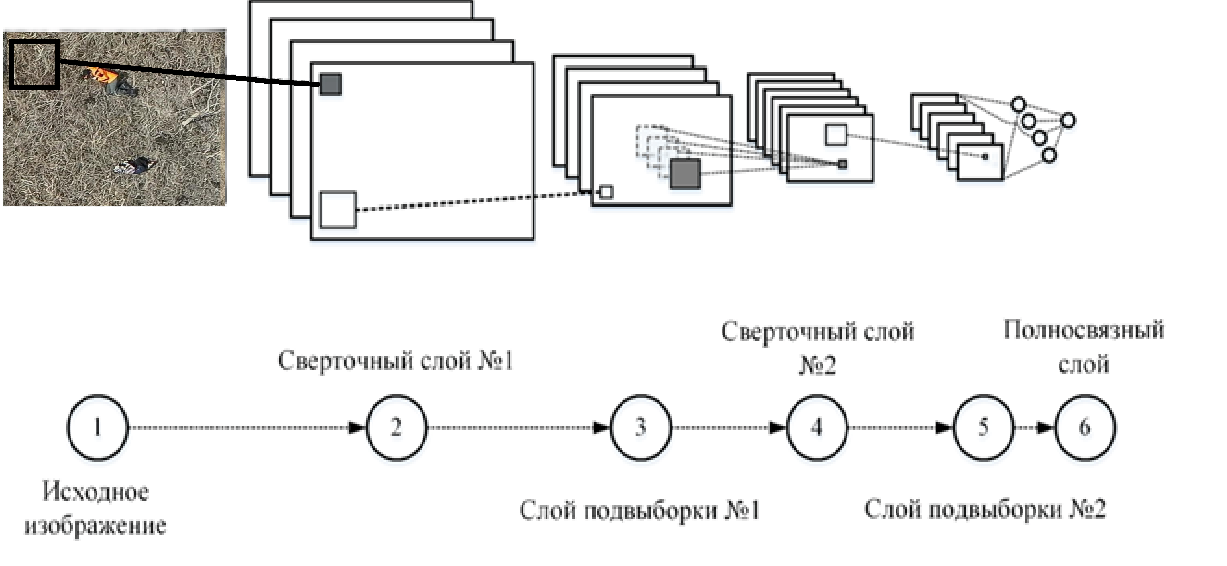 Сверточный слой №1
Сверточный слой
№2
Полносвязный
слой
1
2
3
4
5
6
Исходное
изображение
Слой подвыборки №1
Слой подвыборки №2